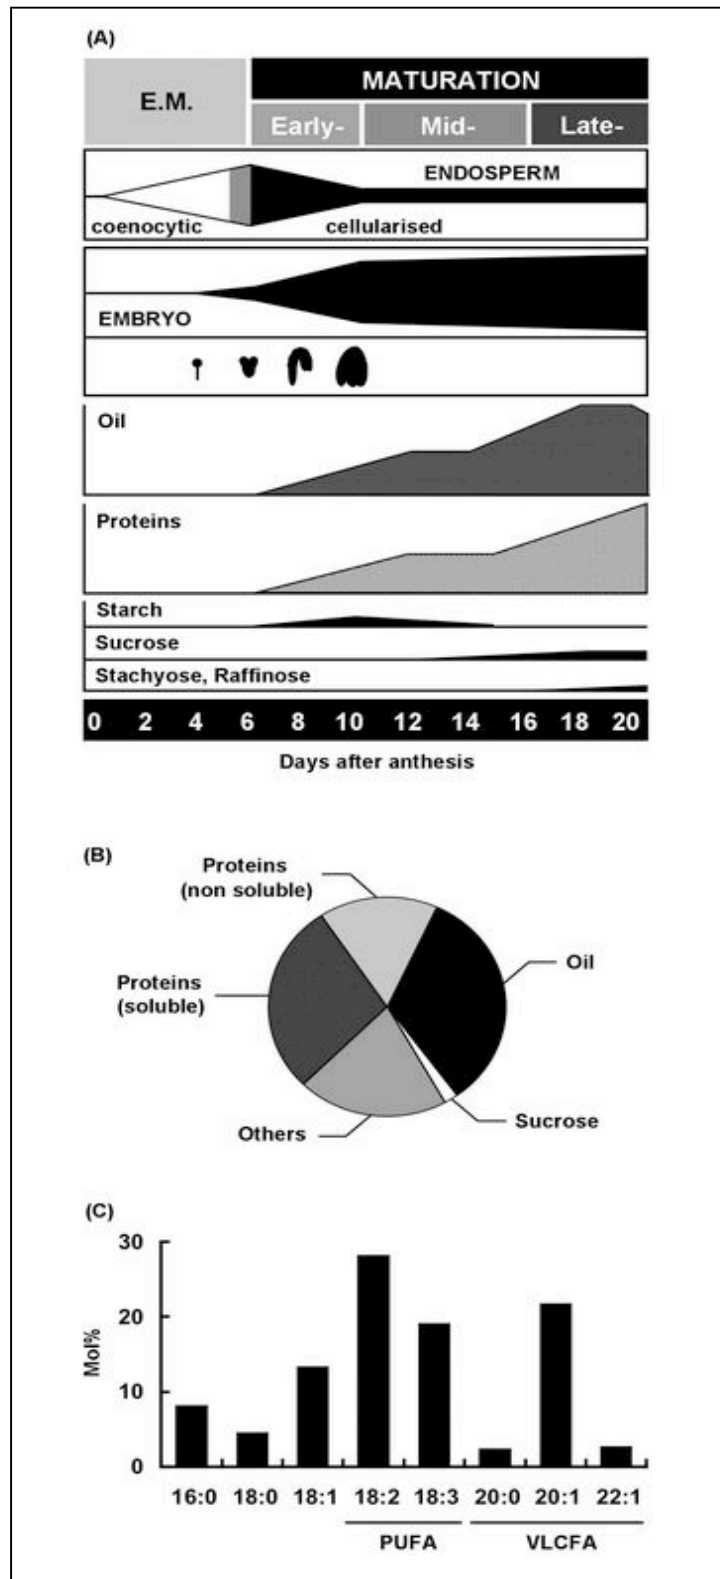 (A)
E.M.
MATURATION
Early-
Mid-
Late-
ENDOSPERM
coenocytic
cellularised
EMBRYO
Oil
Proteins
Starch
Sucrose
Stachyose, Raffinose
0 2 4 6 8 10 12 14 16 18 20
Days after anthesis
(B)
Proteins
(non soluble)
Oil
Proteins
(soluble)
Others
Sucrose
(C)
30
20
10
0
Mol%
16:0 18:0 18:1 18:2 18:3 20:0 20:1 22:1
PUFA
VLCFA